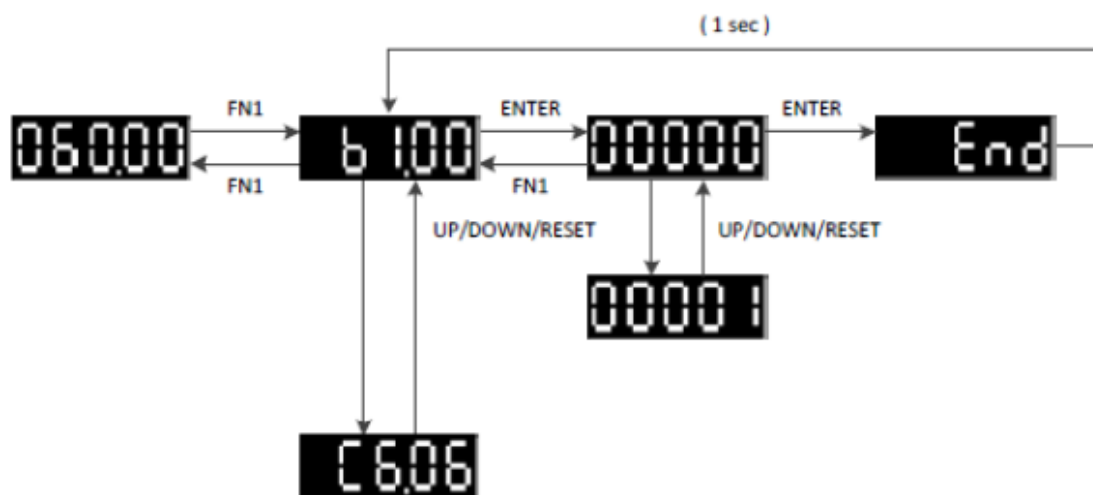 ( 1 sec )
FN1
ENTER
ENTER
060.00
b1.00
00000
End
FN1
FN1
UP/DOWN/RESET
UP/DOWN/RESET
00001
C6.06